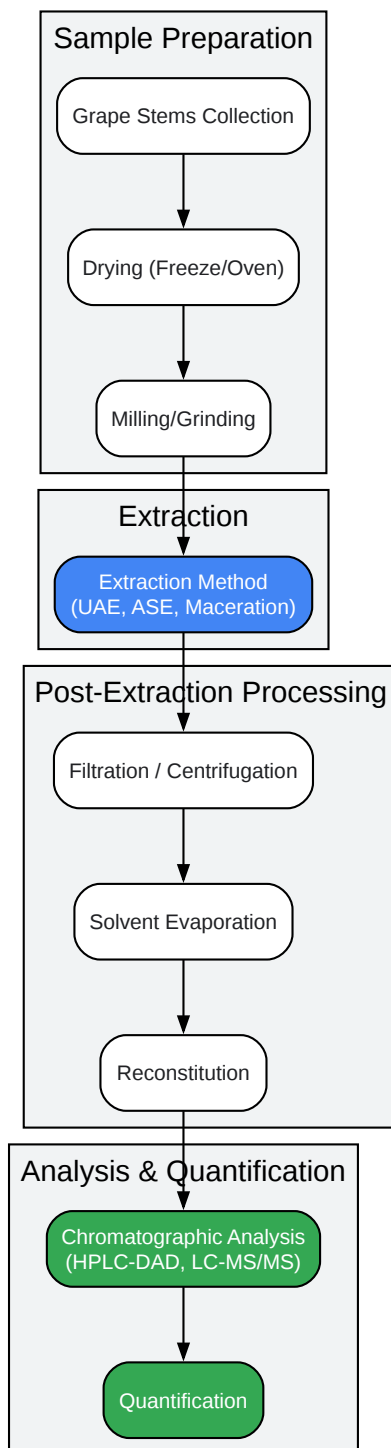 Sample Preparation
Grape Stems Collection
Drying (Freeze/Oven)
Milling/Grinding
Extraction
Extraction Method
(UAE, ASE, Maceration)
Post-Extraction Processing
Filtration / Centrifugation
Solvent Evaporation
Reconstitution
Analysis & Quantification
Chromatographic Analysis
(HPLC-DAD, LC-MS/MS)
Quantification